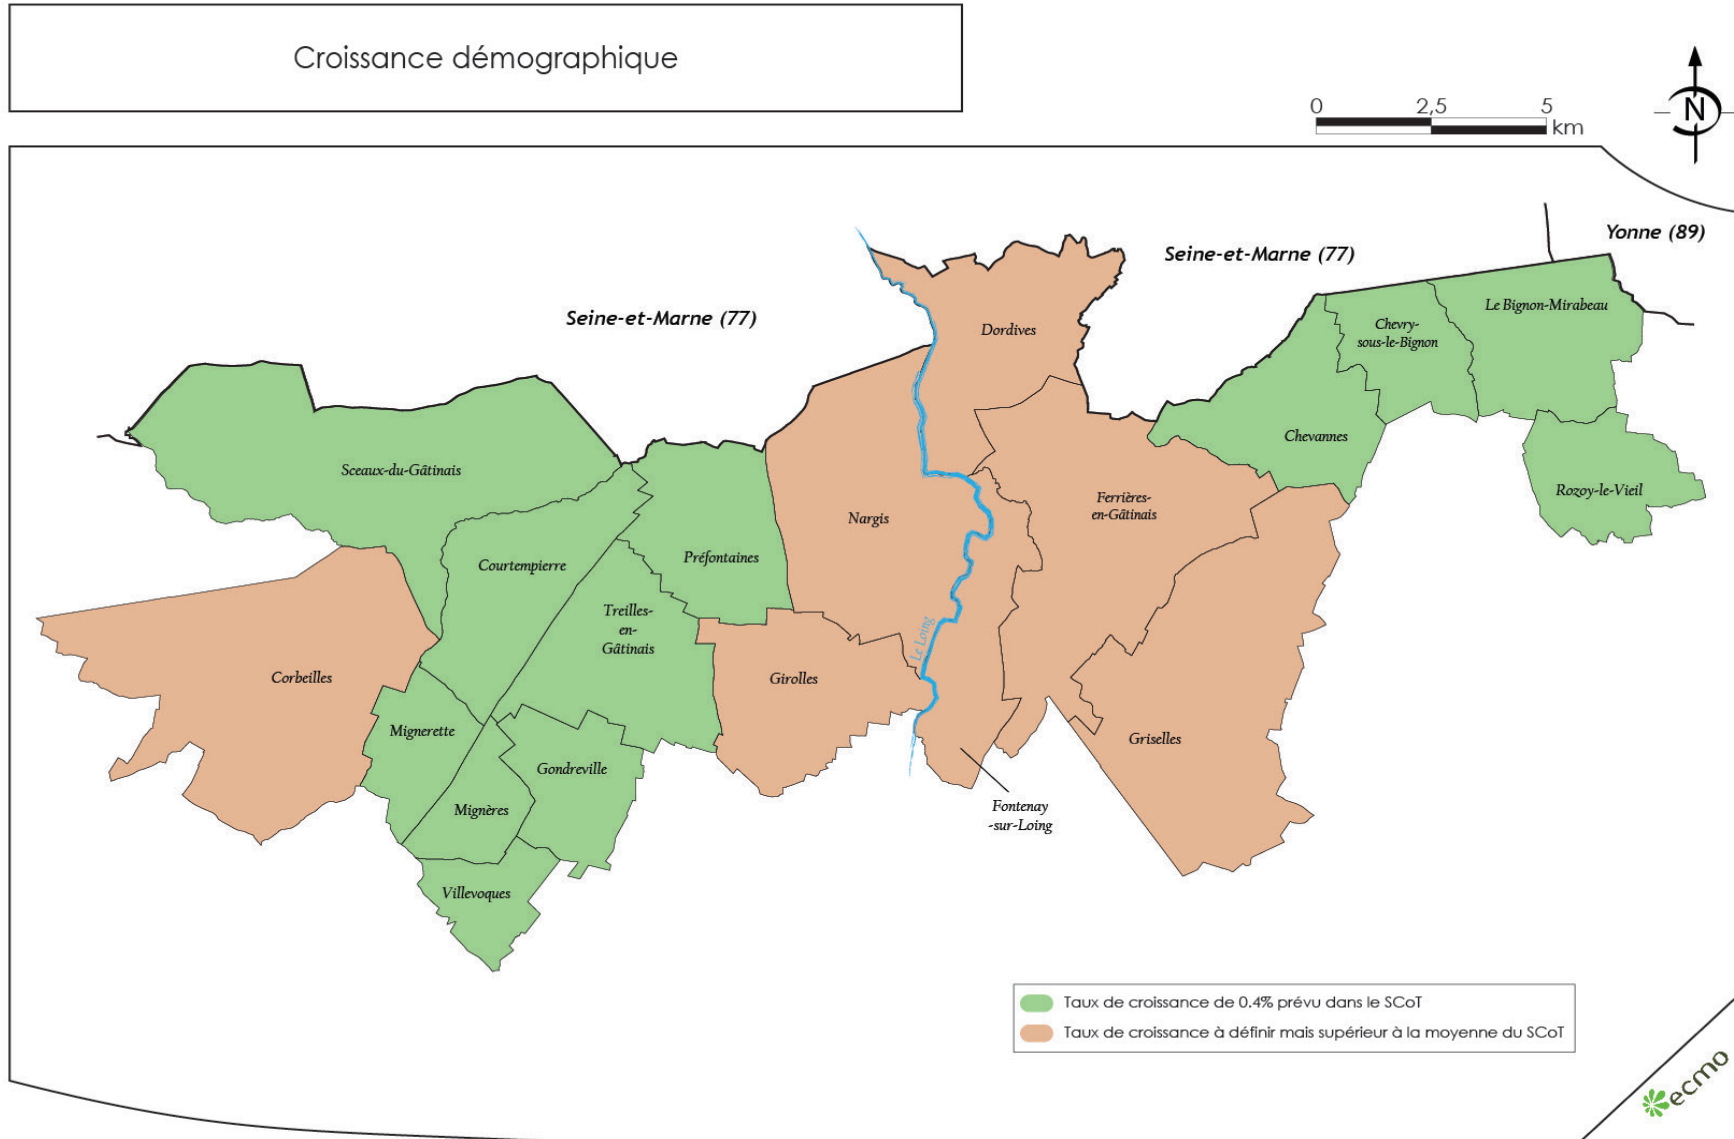 Croissance démographique
0 2,5 5
km
N
Yonne (89)
Seine-et-Marne (77)
Seine-et-Marne (77)
Le Bignon-Mirabeau
Chevry-
sous-le-Bignon
Dordives
Chevannes
Sceaux-du-Gâtinais
Rozoy-le-Vieil
Ferrières-
en-Gâtinais
Nargis
Préfontaines
Courtempierre
Treilles-
en-
Gâtinais
Le Loing
Corbeilles
Girolles
Mignerette
Griselles
Gondreville
Mignères
Fontenay
-sur-Loing
Villevoques
Taux de croissance de 0.4% prévu dans le SCoT
Taux de croissance à définir mais supérieur à la moyenne du SCoT
ecmo